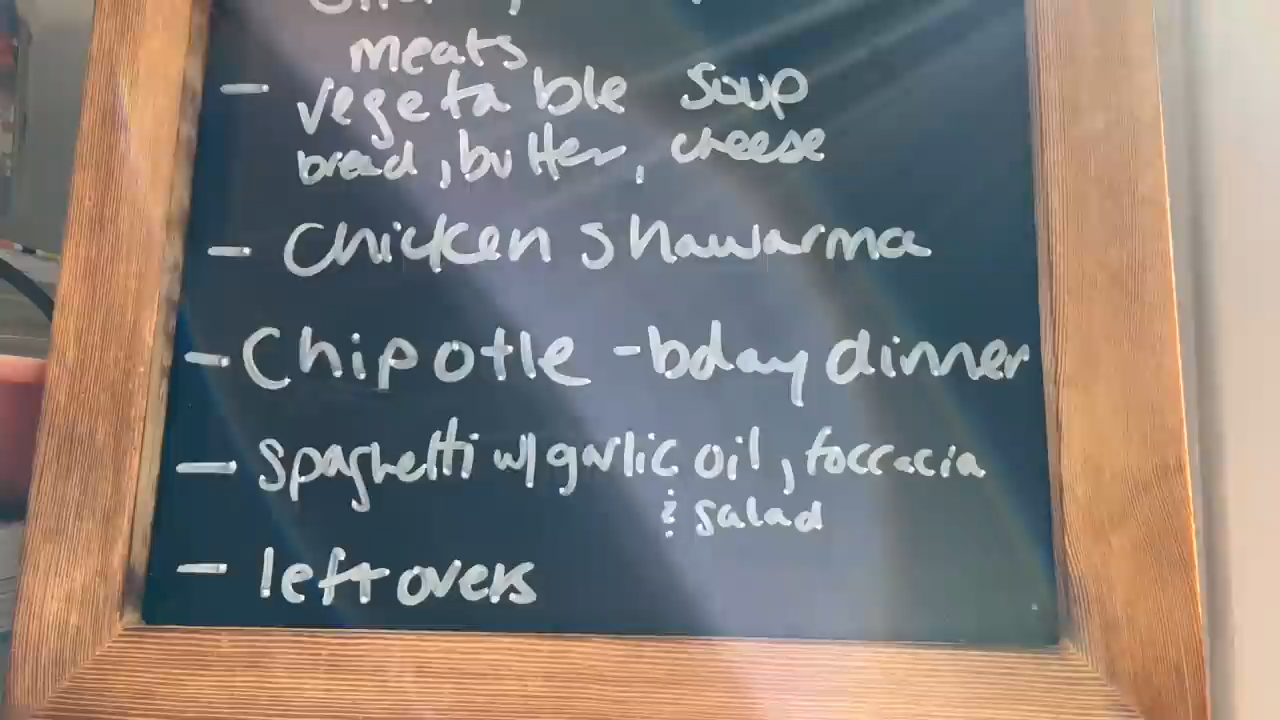 meats
- vegetable soup
bread, butter, cheese
- Chicken shawarma
- Chipotle - bday dinner
- spaghetti w/ garlic oil, foccacia
& salad
- leftovers